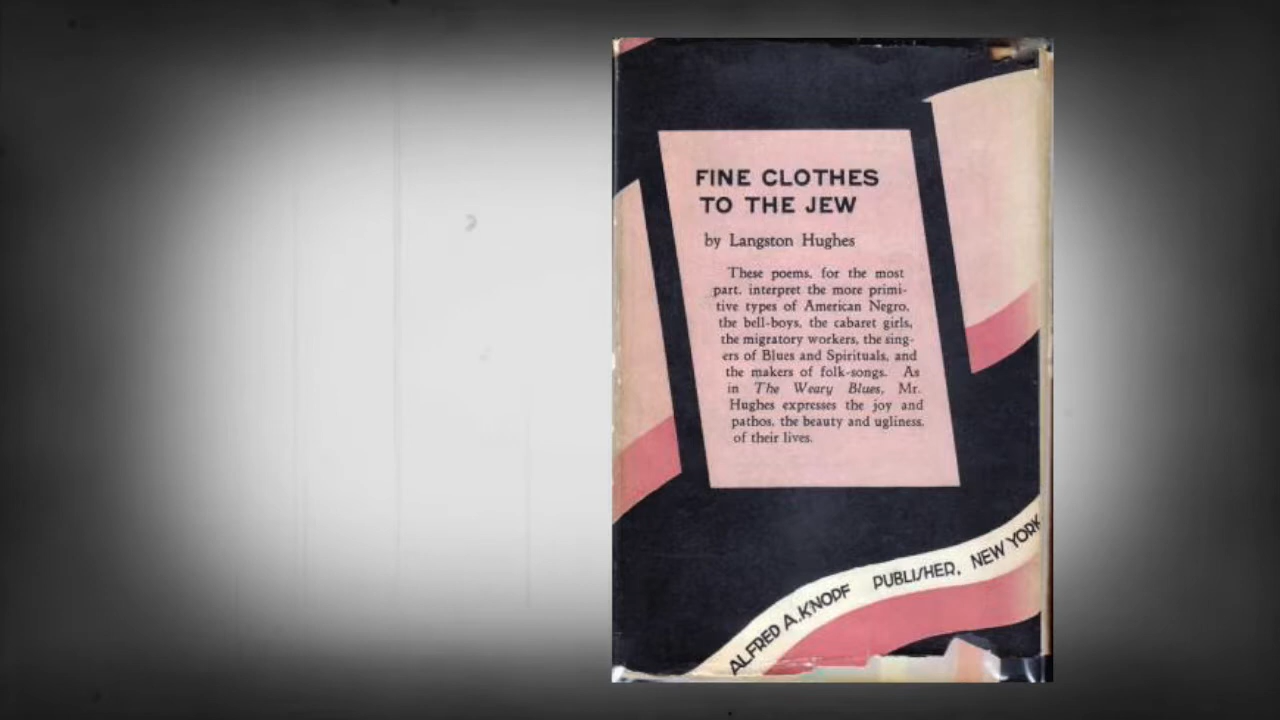 FINE CLOTHES
TO THE JEW
by Langston Hughes
These poems, for the most
part, interpret the more primi-
tive types of American Negro,
the bell-boys, the cabaret girls,
the migratory workers, the sing-
ers of Blues and Spirituals, and
the makers of folk-songs. As
in The Weary Blues, Mr.
Hughes expresses the joy and
pathos, the beauty and ugliness,
of their lives.
ALFRED A. KNOPF PUBLISHER, NEW YORK